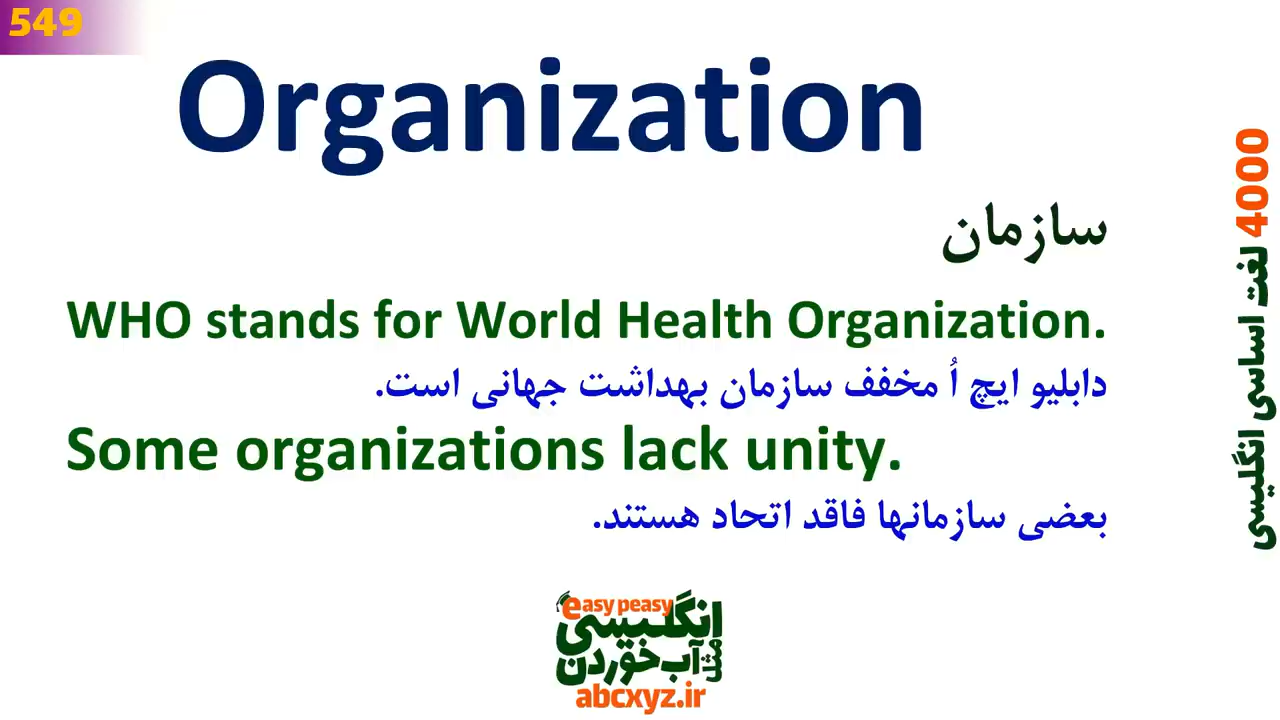 549
Organization
سازمان
WHO stands for World Health Organization.
دابلیو ایچ اُ مخفف سازمان بهداشت جهانی است.
Some organizations lack unity.
بعضی سازمانها فاقد اتحاد هستند.
4000 لغت اساسی انگلیسی
easy peasy
انگلیسی
مثل آب خوردن
abcxyz.ir